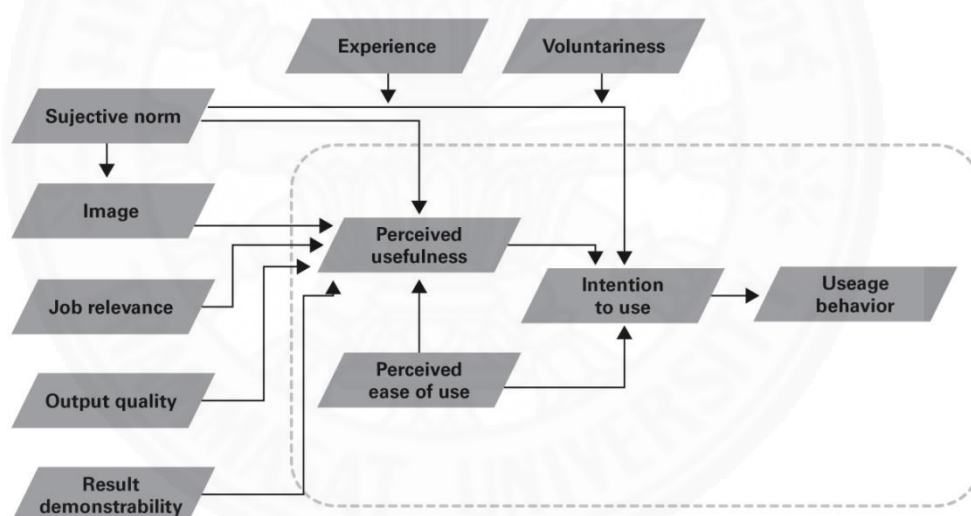 Experience
Voluntariness
Sujective norm
Image
Perceived
usefulness
Job relevance
Intention
to use
Useage
behavior
Perceived
ease of use
Output quality
Result
demonstrability